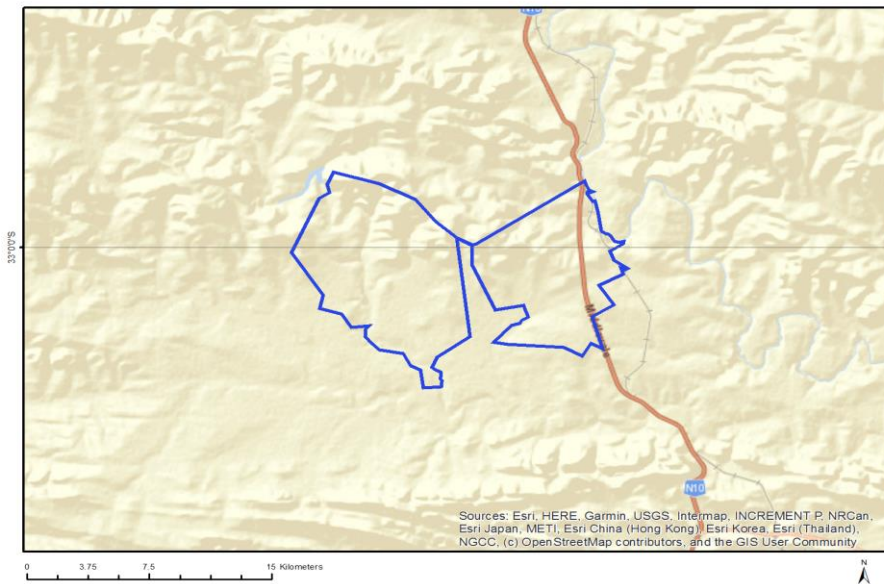 33°0'0"S
N10
Sources: Esri, HERE, Garmin, USGS, Intermap, INCREMENT P, NRCan,
Esri Japan, METI, Esri China (Hong Kong), Esri Korea, Esri (Thailand),
NGCC, (c) OpenStreetMap contributors, and the GIS User Community
0 3.75 7.5 15 Kilometers
N